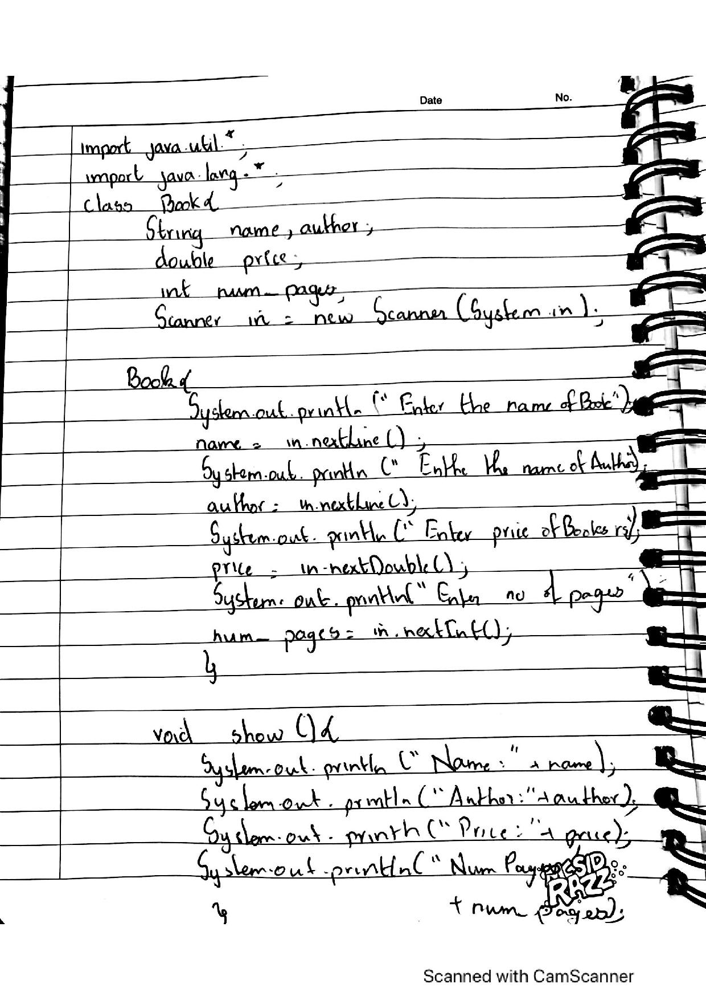 Date No.
import java.util.*;
import java.lang.*;
class Book{
String name, author;
double price;
int num_pages;
Scanner in = new Scanner (System.in);
Book{
System.out.println (" Enter the name of Book");
name = in.nextLine();
System.out.println (" Enthe the name of Author);
author = in.nextLine();
System.out.println (" Enter price of Books rs");
price = in.nextDouble();
System.out.println(" Enter no of pages");
num_pages = in.nextInt();
}
void show(){
System.out.println (" Name:" + name);
System.out.println ("Author:"+author);
System.out.println (" Price:"+ price);
System.out.println(" Num
CSID
RAZZ
} + num_pages);
Scanned with CamScanner